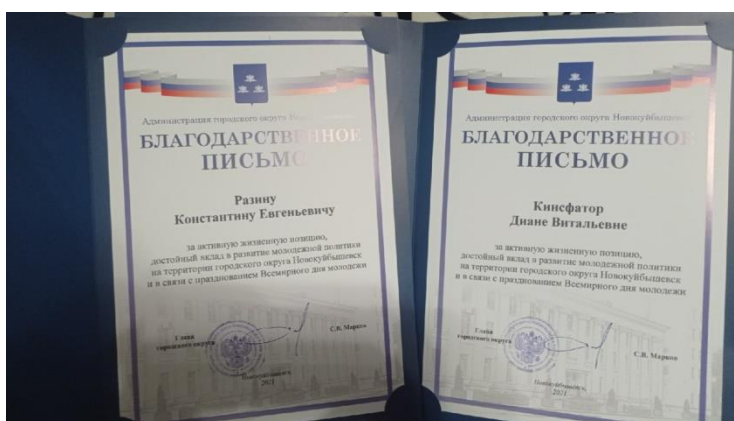 Администрация городского округа
БЛАГОДАРСТВЕННОЕ
ПИСЬМО
Разину
Константину Евгеньевичу
за активную жизненную позицию,
достойный вклад в развитие молодежной политики
на территории городского округа Новокуйбышевск
и в связи с празднованием Всемирного дня молодежи
Глава
городского округа
С.В. Марков
Новокуйбышевск,
2021
Администрация городского округа Новокуйбышевск
БЛАГОДАРСТВЕННОЕ
ПИСЬМО
Кинсфатор
Диане Витальевне
за активную жизненную позицию,
достойный вклад в развитие молодежной политики
на территории городского округа Новокуйбышевск
и в связи с празднованием Всемирного дня молодежи
Глава
городского округа
С.В. Марков
Новокуйбышевск,
2021